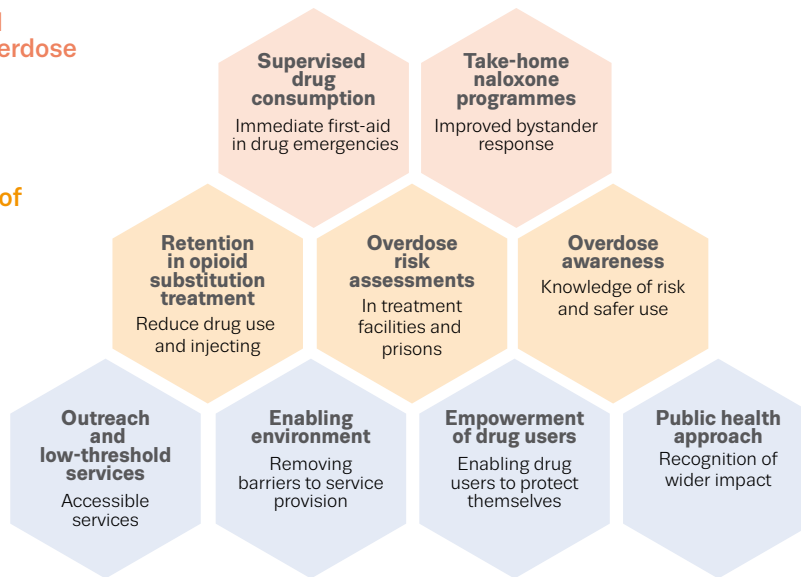 erdose
of
Supervised
drug
consumption
Immediate first-aid
in drug emergencies
Take-home
naloxone
programmes
Improved bystander
response
Retention
in opioid
substitution
treatment
Reduce drug use
and injecting
Overdose
risk
assessments
In treatment
facilities and
prisons
Overdose
awareness
Knowledge of risk
and safer use
Outreach
and
low-threshold
services
Accessible
services
Enabling
environment
Removing
barriers to service
provision
Empowerment
of drug users
Enabling drug
users to protect
themselves
Public health
approach
Recognition of
wider impact